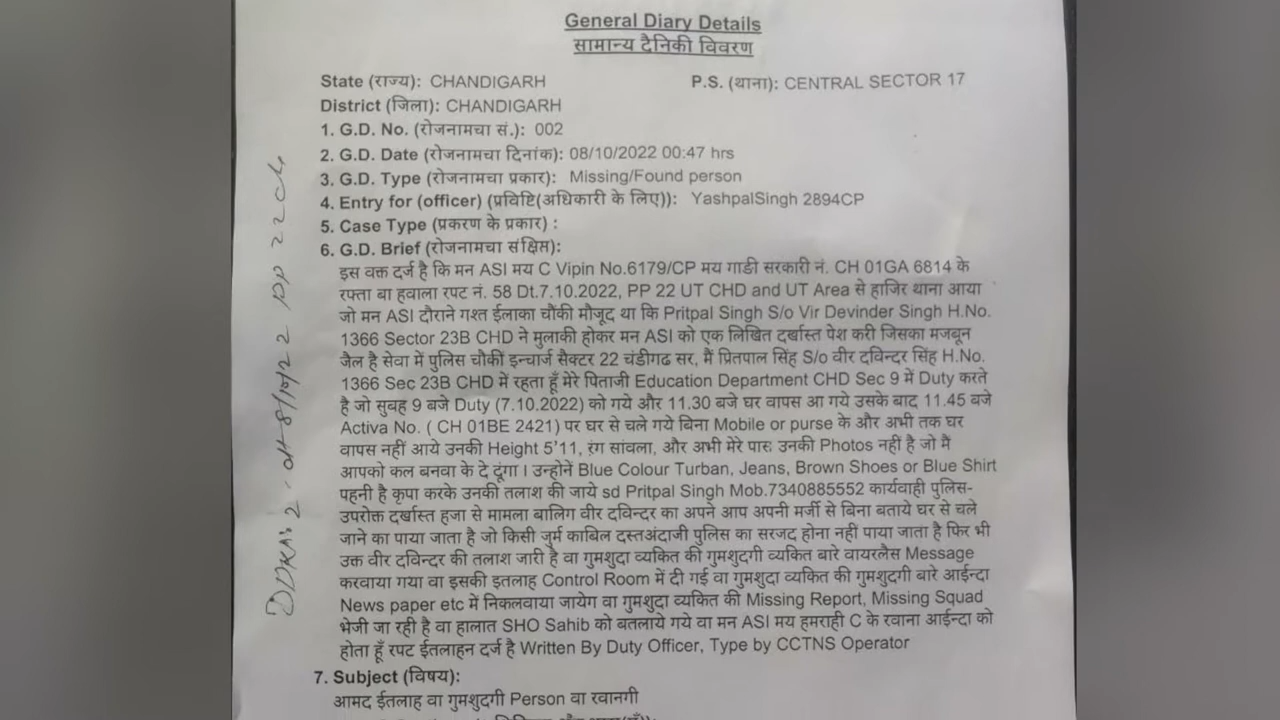 General Diary Details
सामान्य दैनिकी विवरण
State (राज्य): CHANDIGARH P.S. (थाना): CENTRAL SECTOR 17
District (जिला): CHANDIGARH
1. G.D. No. (रोजनामचा सं.): 002
2. G.D. Date (रोजनामचा दिनांक): 08/10/2022 00:47 hrs
3. G.D. Type (रोजनामचा प्रकार): Missing/Found person
4. Entry for (officer) (प्रविष्टि(अधिकारी के लिए)): YashpalSingh 2894CP
5. Case Type (प्रकरण के प्रकार) :
6. G.D. Brief (रोजनामचा संक्षिप्त):
इस वक्त दर्ज है कि मन ASI मय C Vipin No.6179/CP मय गाडी सरकारी नं. CH 01GA 6814 के
रफ्ता बा हवाला रपट नं. 58 Dt.7.10.2022, PP 22 UT CHD and UT Area से हाजिर थाना आया
जो मन ASI दौराने गश्त ईलाका चौंकी मौजूद था कि Pritpal Singh S/o Vir Devinder Singh H.No.
1366 Sector 23B CHD ने मुलाकी होकर मन ASI को एक लिखित दर्खास्त पेश करी जिसका मजबून
जैल है सेवा में पुलिस चौकीं इन्चार्ज सैक्टर 22 चंडीगढ सर, मैं प्रितपाल सिंह S/o वीर दविन्दर सिंह H.No.
1366 Sec 23B CHD में रहता हूँ मेरे पिताजी Education Department CHD Sec 9 में Duty करते
है जो सुबह 9 बजे Duty (7.10.2022) को गये और 11.30 बजे घर वापस आ गये उसके बाद 11.45 बजे
Activa No. ( CH 01BE 2421) पर घर से चले गये बिना Mobile or purse के और अभी तक घर
वापस नहीं आये उनकी Height 5'11, रंग सांवला, और अभी मेरे पास उनकी Photos नहीं है जो मैं
आपको कल बनवा के दे दूंगा। उन्होनें Blue Colour Turban, Jeans, Brown Shoes or Blue Shirt
पहनी है कृपा करके उनकी तलाश की जाये sd Pritpal Singh Mob.7340885552 कार्यवाही पुलिस-
उपरोक्त दर्खास्त हजा से मामला बालिग वीर दविन्दर का अपने आप अपनी मर्जी से बिना बताये घर से चले
जाने का पाया जाता है जो किसी जुर्म काबिल दस्तअंदाजी पुलिस का सरजद होना नहीं पाया जाता है फिर भी
उक्त वीर दविन्दर की तलाश जारी है वा गुमशुदा व्यकित की गुमशुदगी व्यकित बारे वायरलैस Message
करवाया गया वा इसकी इतलाह Control Room में दी गई वा गुमशुदा व्यकित की गुमशुदगी बारे आईन्दा
News paper etc में निकलवाया जायेग वा गुमशुदा व्यकित की Missing Report, Missing Squad
भेजी जा रही है वा हालात SHO Sahib को बतलाये गये वा मन ASI मय हमराही C के रवाना आईन्दा को
होता हूँ रपट ईतलाहन दर्ज है Written By Duty Officer, Type by CCTNS Operator
7. Subject (विषय):
आमद ईतलाह वा गुमशुदगी Person वा रवानगी